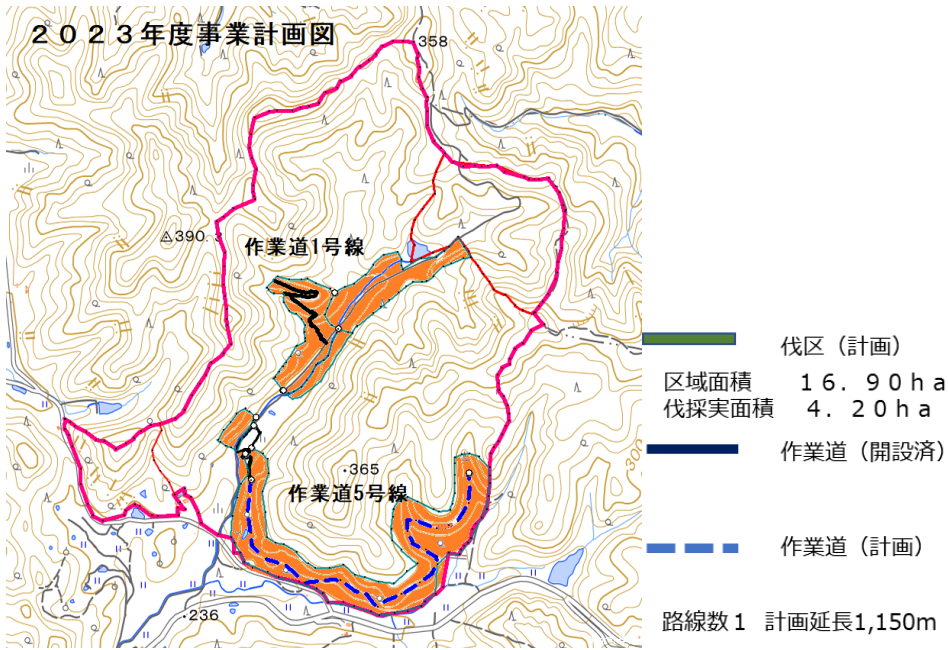 ２０２３年度事業計画図
358
390.3
作業道1号線
伐区（計画）
区域面積　　１６．９０ha
伐採実面積　　４．２０ha
作業道（開設済）
365
作業道5号線
作業道（計画）
236
路線数１　計画延長1,150m